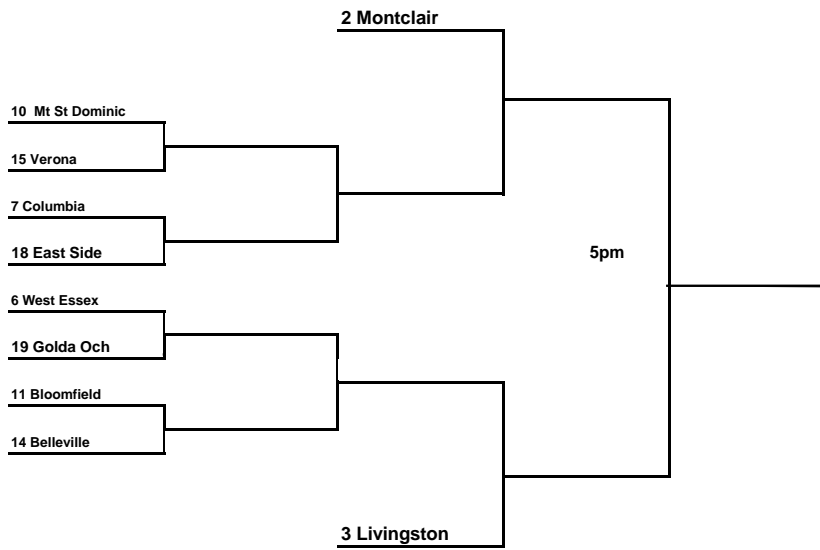 2 Montclair
10 Mt St Dominic
15 Verona
7 Columbia
18 East Side
5pm
6 West Essex
19 Golda Och
11 Bloomfield
14 Belleville
3 Livingston